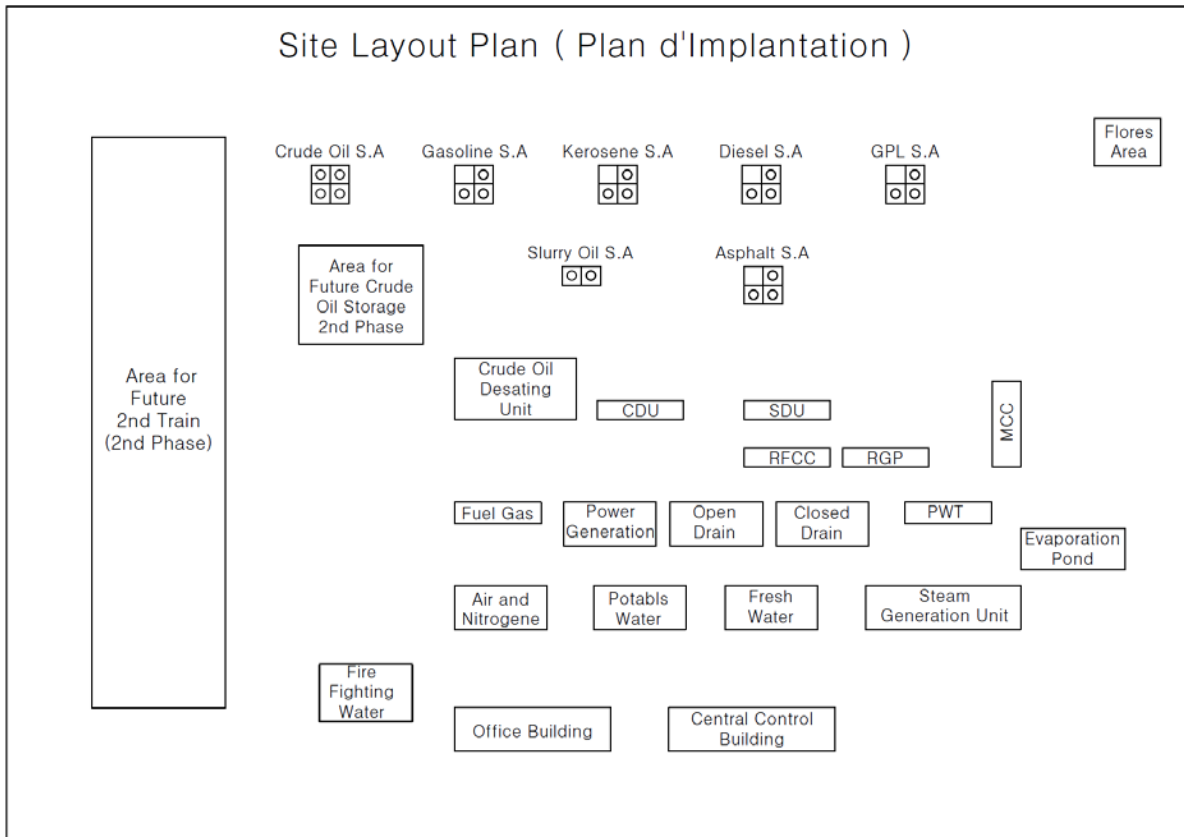 Site Layout Plan ( Plan d'Implantation )
Flores
Area
Crude Oil S.A
Gasoline S.A
Kerosene S.A
Diesel S.A
GPL S.A
Slurry Oil S.A
Asphalt S.A
Area for
Future Crude
Oil Storage
2nd Phase
Area for
Future
2nd Train
(2nd Phase)
Crude Oil
Desating
Unit
CDU
SDU
MCC
RFCC
RGP
Fuel Gas
Power
Generation
Open
Drain
Closed
Drain
PWT
Evaporation
Pond
Air and
Nitrogene
Potabls
Water
Fresh
Water
Steam
Generation Unit
Fire
Fighting
Water
Office Building
Central Control
Building